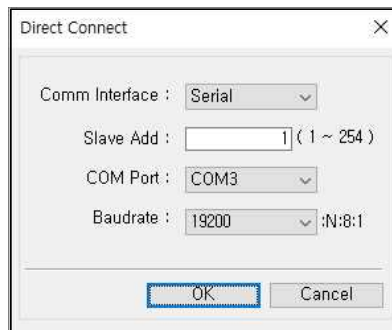 Direct Connect
Comm Interface : Serial
Slave Add : 1 ( 1 ~ 254 )
COM Port : COM3
Baudrate : 19200 :N:8:1
OK Cancel